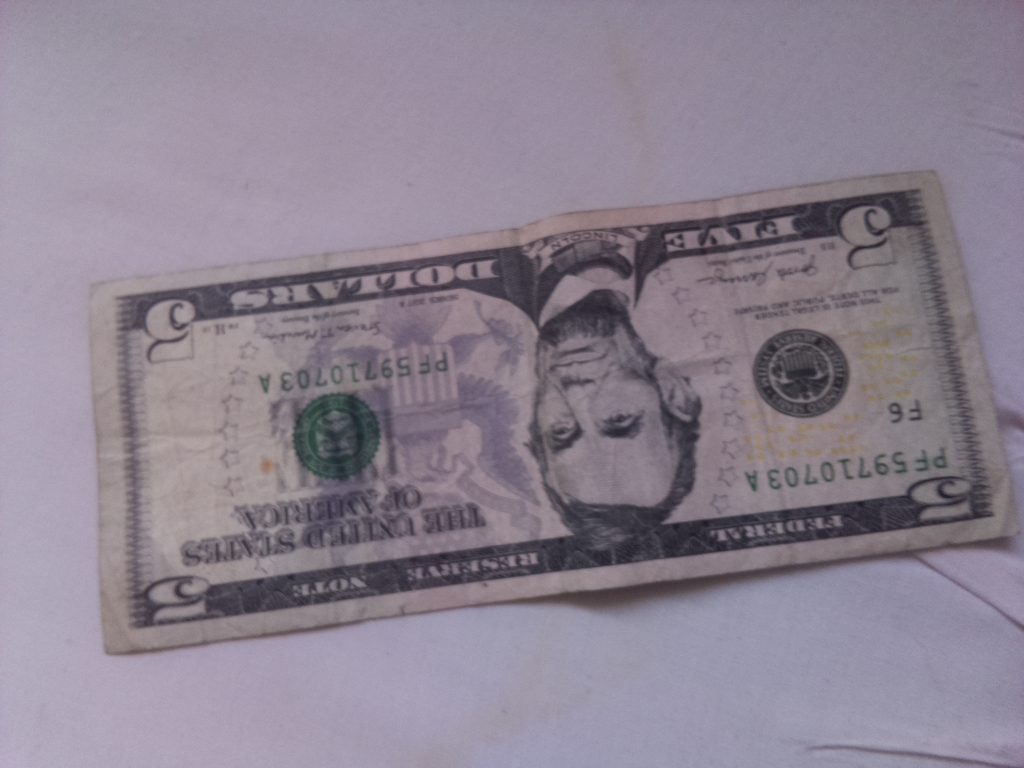 FEDERAL RESERVE NOTE
PF59710703A
F6
THE UNITED STATES
OF AMERICA
THIS NOTE IS LEGAL TENDER
FOR ALL DEBTS, PUBLIC AND PRIVATE
PF59710703A
5
5
5
5
LINCOLN
FIVE DOLLARS